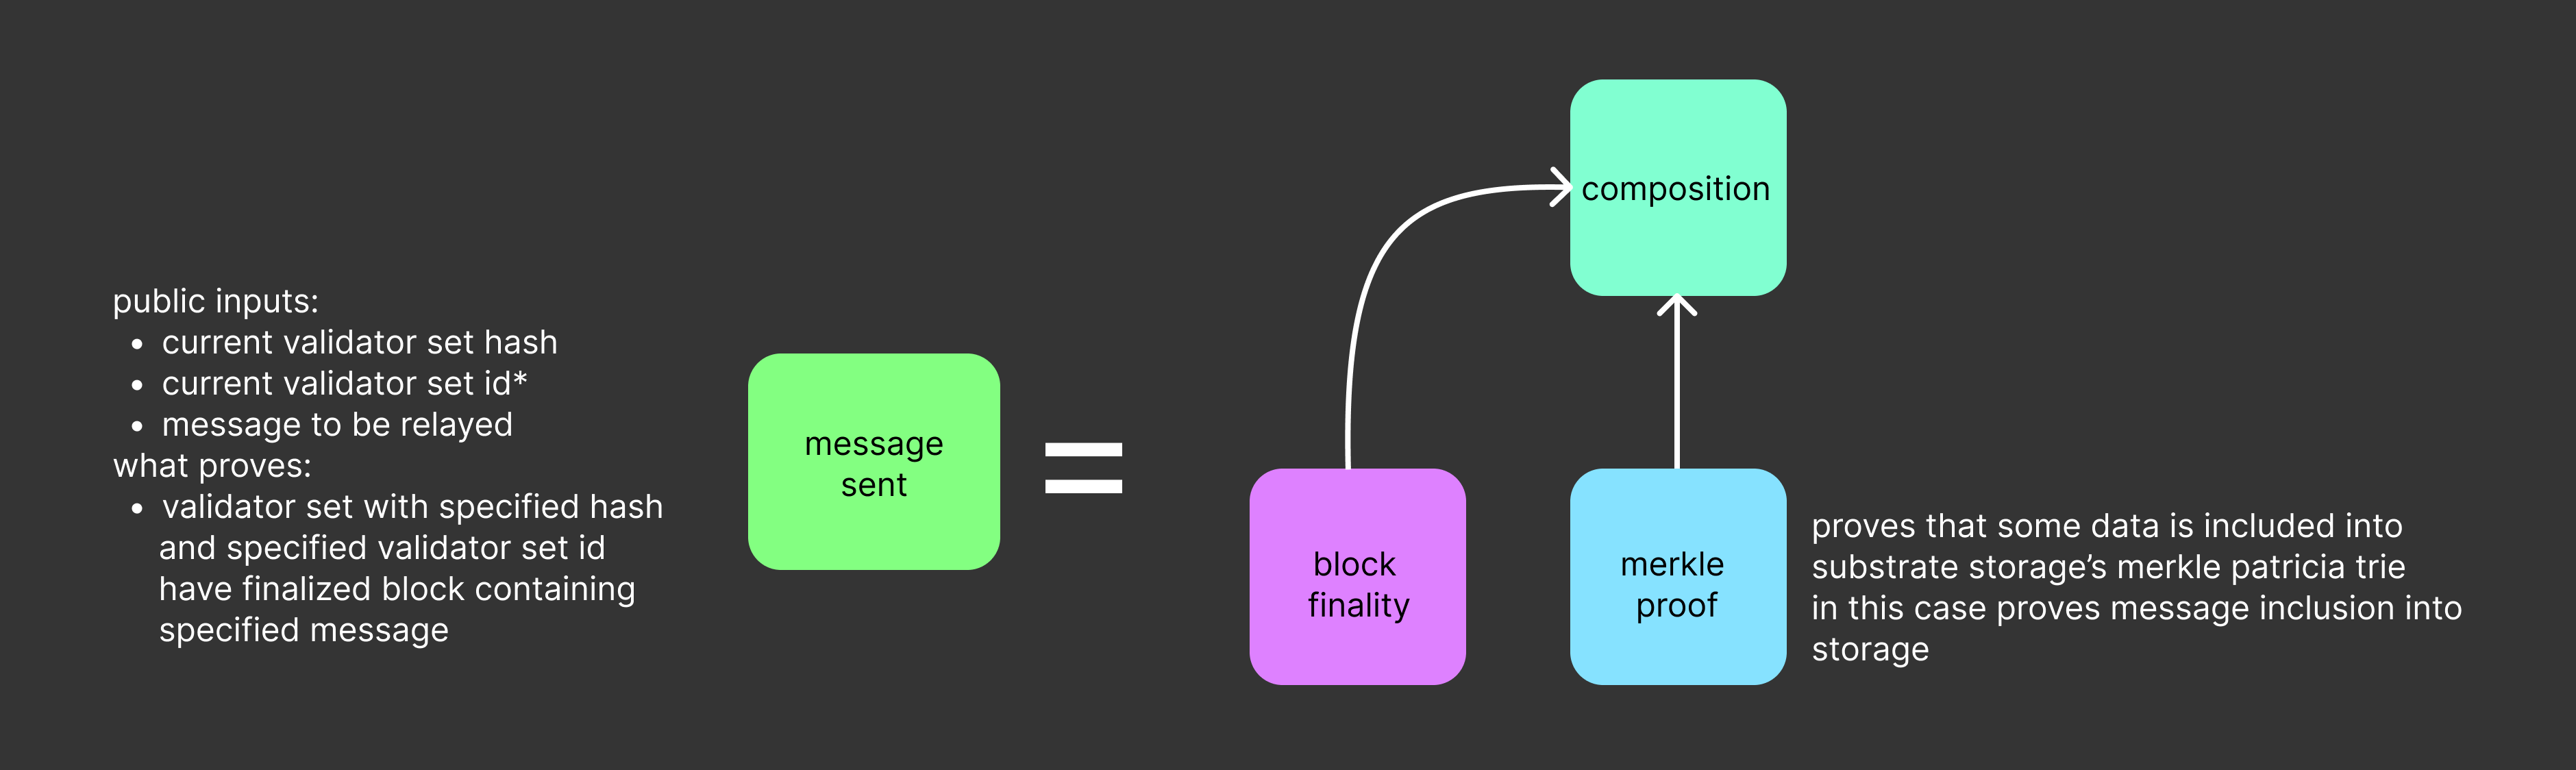 public inputs:
• current validator set hash
• current validator set id*
• message to be relayed
what proves:
• validator set with specified hash
and specified validator set id
have finalized block containing
specified message
message
sent
=
composition
block
finality
merkle
proof
proves that some data is included into
substrate storage’s merkle patricia trie
in this case proves message inclusion into
storage